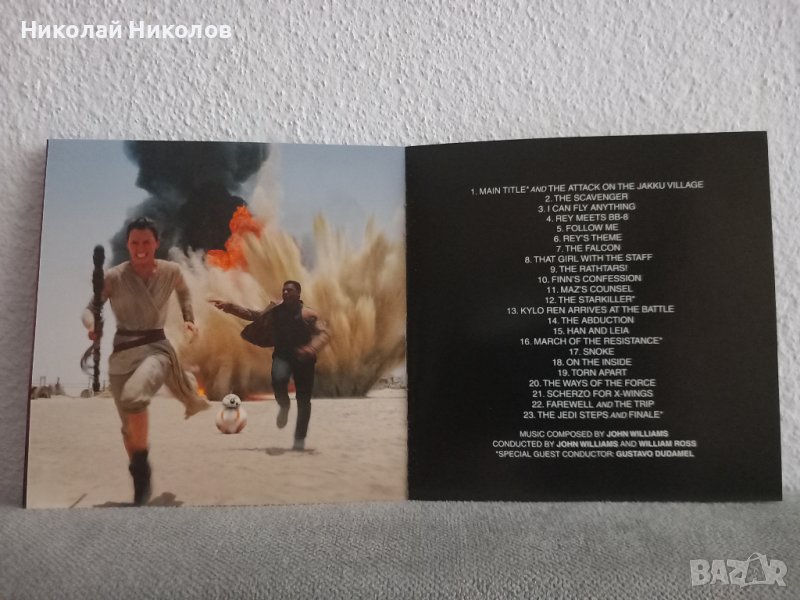 Николай Николов
1. MAIN TITLE* AND THE ATTACK ON THE JAKKU VILLAGE
2. THE SCAVENGER
3. I CAN FLY ANYTHING
4. REY MEETS BB-8
5. FOLLOW ME
6. REY'S THEME
7. THE FALCON
8. THAT GIRL WITH THE STAFF
9. THE RATHTARS!
10. FINN'S CONFESSION
11. MAZ'S COUNSEL
12. THE STARKILLER*
13. KYLO REN ARRIVES AT THE BATTLE
14. THE ABDUCTION
15. HAN AND LEIA
16. MARCH OF THE RESISTANCE*
17. SNOKE
18. ON THE INSIDE
19. TORN APART
20. THE WAYS OF THE FORCE
21. SCHERZO FOR X-WINGS
22. FAREWELL AND THE TRIP
23. THE JEDI STEPS AND FINALE*
MUSIC COMPOSED BY JOHN WILLIAMS
CONDUCTED BY JOHN WILLIAMS AND WILLIAM ROSS
*SPECIAL GUEST CONDUCTOR: GUSTAVO DUDAMEL
BAZAR